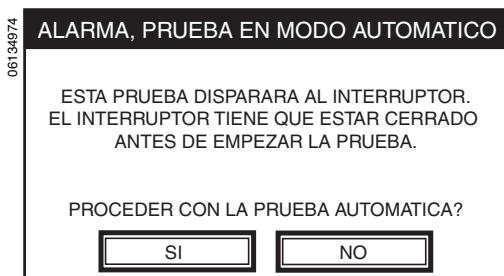 06134974
ALARMA, PRUEBA EN MODO AUTOMATICO
ESTA PRUEBA DISPARARA AL INTERRUPTOR.
EL INTERRUPTOR TIENE QUE ESTAR CERRADO
ANTES DE EMPEZAR LA PRUEBA.
PROCEDER CON LA PRUEBA AUTOMATICA?
SI NO